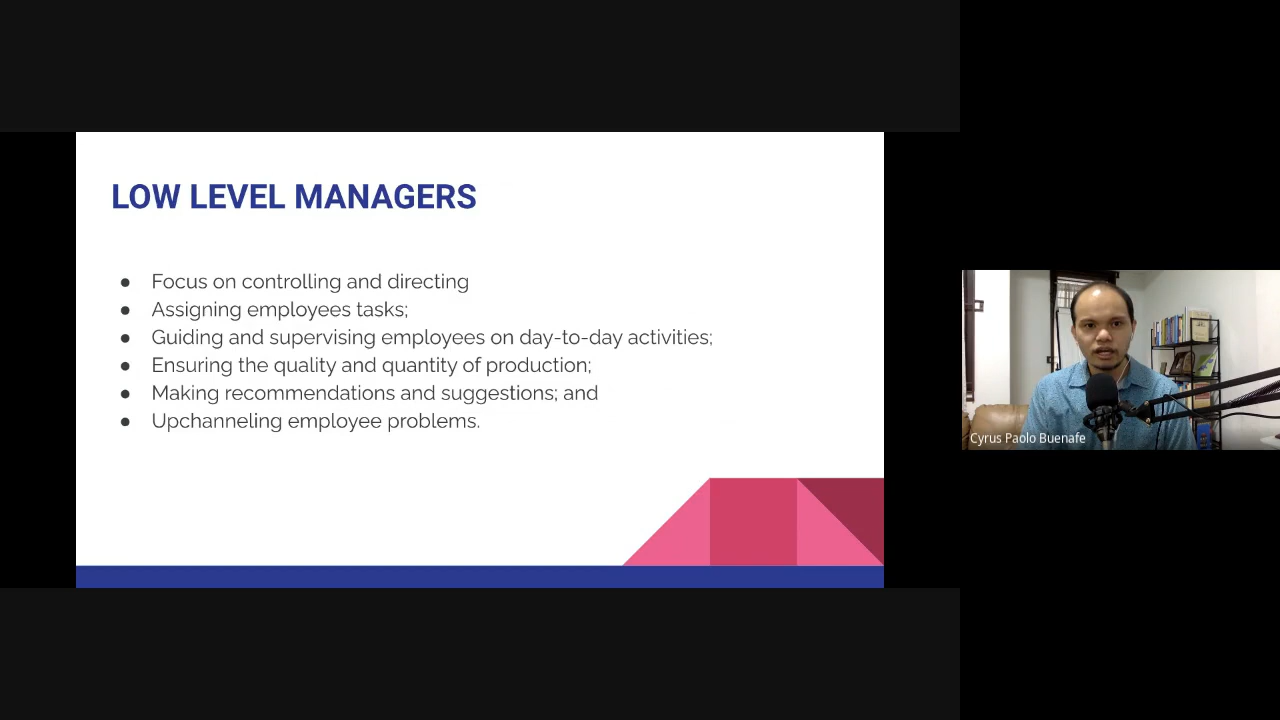 LOW LEVEL MANAGERS
● Focus on controlling and directing
● Assigning employees tasks;
● Guiding and supervising employees on day-to-day activities;
● Ensuring the quality and quantity of production;
● Making recommendations and suggestions; and
● Upchanneling employee problems.
Cyrus Paolo Buenafe